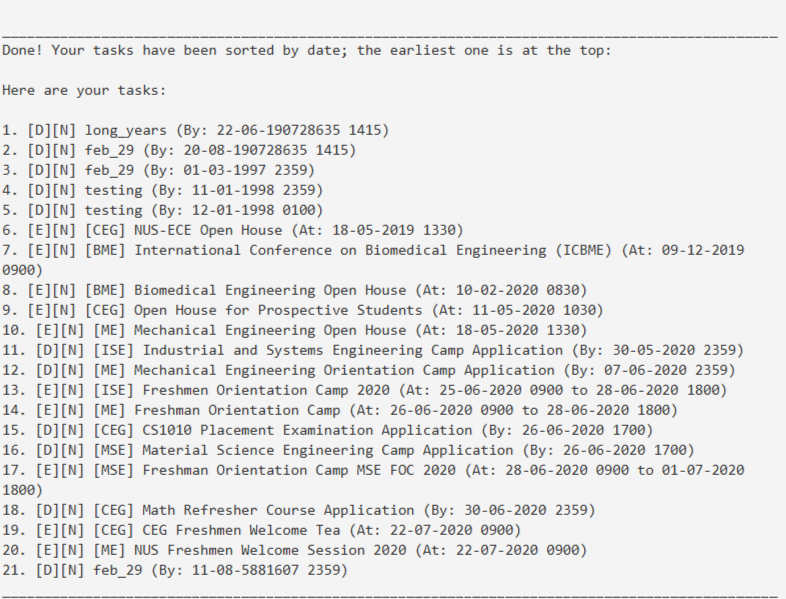 Done! Your tasks have been sorted by date; the earliest one is at the top:
Here are your tasks:
1. [D][N] long_years (By: 22-06-190728635 1415)
2. [D][N] feb_29 (By: 20-08-190728635 1415)
3. [D][N] feb_29 (By: 01-03-1997 2359)
4. [D][N] testing (By: 11-01-1998 2359)
5. [D][N] testing (By: 12-01-1998 0100)
6. [E][N] [CEG] NUS-ECE Open House (At: 18-05-2019 1330)
7. [E][N] [BME] International Conference on Biomedical Engineering (ICBME) (At: 09-12-2019
0900)
8. [E][N] [BME] Biomedical Engineering Open House (At: 10-02-2020 0830)
9. [E][N] [CEG] Open House for Prospective Students (At: 11-05-2020 1030)
10. [E][N] [ME] Mechanical Engineering Open House (At: 18-05-2020 1330)
11. [D][N] [ISE] Industrial and Systems Engineering Camp Application (By: 30-05-2020 2359)
12. [D][N] [ME] Mechanical Engineering Orientation Camp Application (By: 07-06-2020 2359)
13. [E][N] [ISE] Freshmen Orientation Camp 2020 (At: 25-06-2020 0900 to 28-06-2020 1800)
14. [E][N] [ME] Freshman Orientation Camp (At: 26-06-2020 0900 to 28-06-2020 1800)
15. [D][N] [CEG] CS1010 Placement Examination Application (By: 26-06-2020 1700)
16. [D][N] [MSE] Material Science Engineering Camp Application (By: 26-06-2020 1700)
17. [E][N] [MSE] Freshman Orientation Camp MSE FOC 2020 (At: 28-06-2020 0900 to 01-07-2020
1800)
18. [D][N] [CEG] Math Refresher Course Application (By: 30-06-2020 2359)
19. [E][N] [CEG] CEG Freshmen Welcome Tea (At: 22-07-2020 0900)
20. [E][N] [ME] NUS Freshmen Welcome Session 2020 (At: 22-07-2020 0900)
21. [D][N] feb_29 (By: 11-08-5881607 2359)